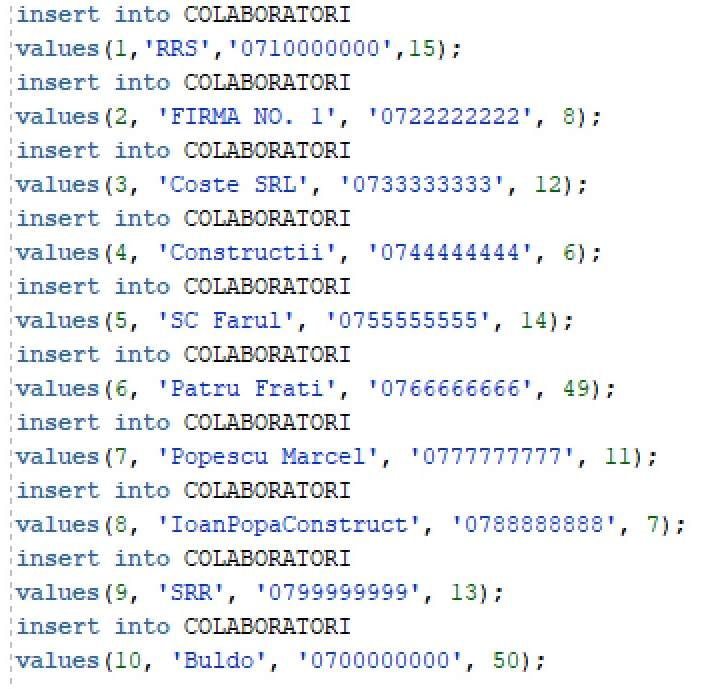 insert into COLABORATORI
values(1,'RRS','0710000000',15);
insert into COLABORATORI
values(2, 'FIRMA NO. 1', '0722222222', 8);
insert into COLABORATORI
values(3, 'Coste SRL', '0733333333', 12);
insert into COLABORATORI
values(4, 'Constructii', '0744444444', 6);
insert into COLABORATORI
values(5, 'SC Farul', '0755555555', 14);
insert into COLABORATORI
values(6, 'Patru Frati', '0766666666', 49);
insert into COLABORATORI
values(7, 'Popescu Marcel', '0777777777', 11);
insert into COLABORATORI
values(8, 'IoanPopaConstruct', '0788888888', 7);
insert into COLABORATORI
values(9, 'SRR', '0799999999', 13);
insert into COLABORATORI
values(10, 'Buldo', '0700000000', 50);